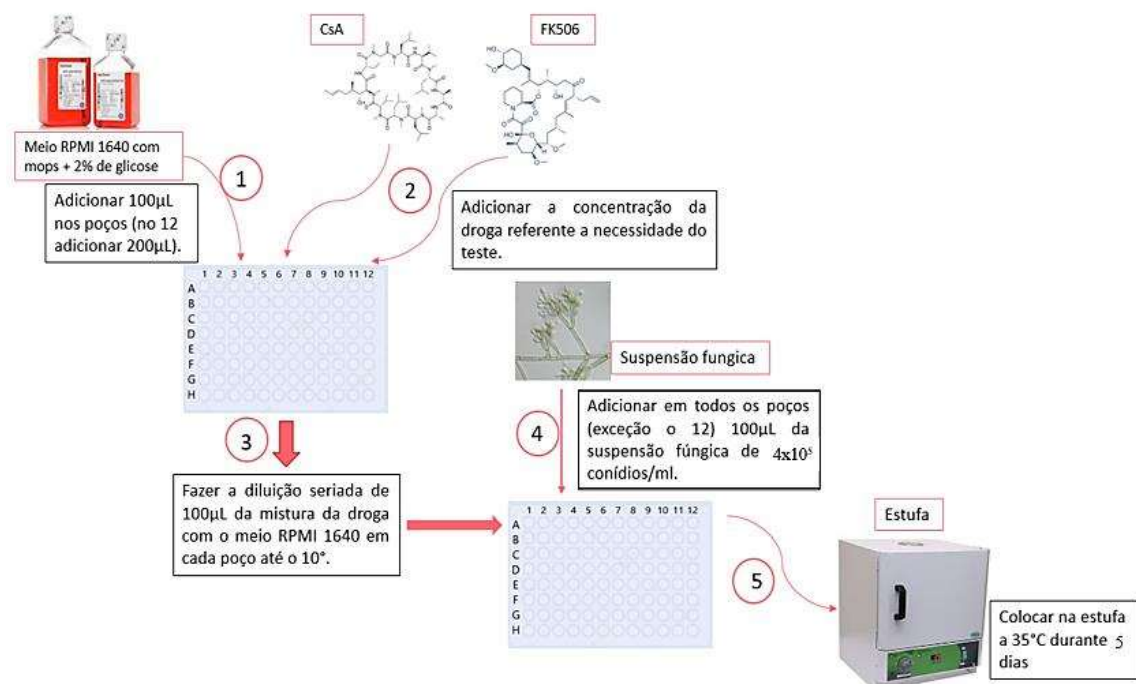 CsA
FK506
Meio RPMI 1640 com
mops + 2% de glicose
1
Adicionar 100µL
nos poços (no 12
adicionar 200µL).
2
Adicionar a concentração da
droga referente a necessidade do
teste.
1 2 3 4 5 6 7 8 9 10 11 12
A
B
C
D
E
F
G
H
Suspensão fungica
3
4
Adicionar em todos os poços
(exceção o 12) 100µL da
suspensão fúngica de 4x10⁵
conídios/ml.
Fazer a diluição seriada de
100µL da mistura da droga
com o meio RPMI 1640 em
cada poço até o 10°.
1 2 3 4 5 6 7 8 9 10 11 12
A
B
C
D
E
F
G
H
5
Estufa
Colocar na estufa
a 35°C durante 5
dias